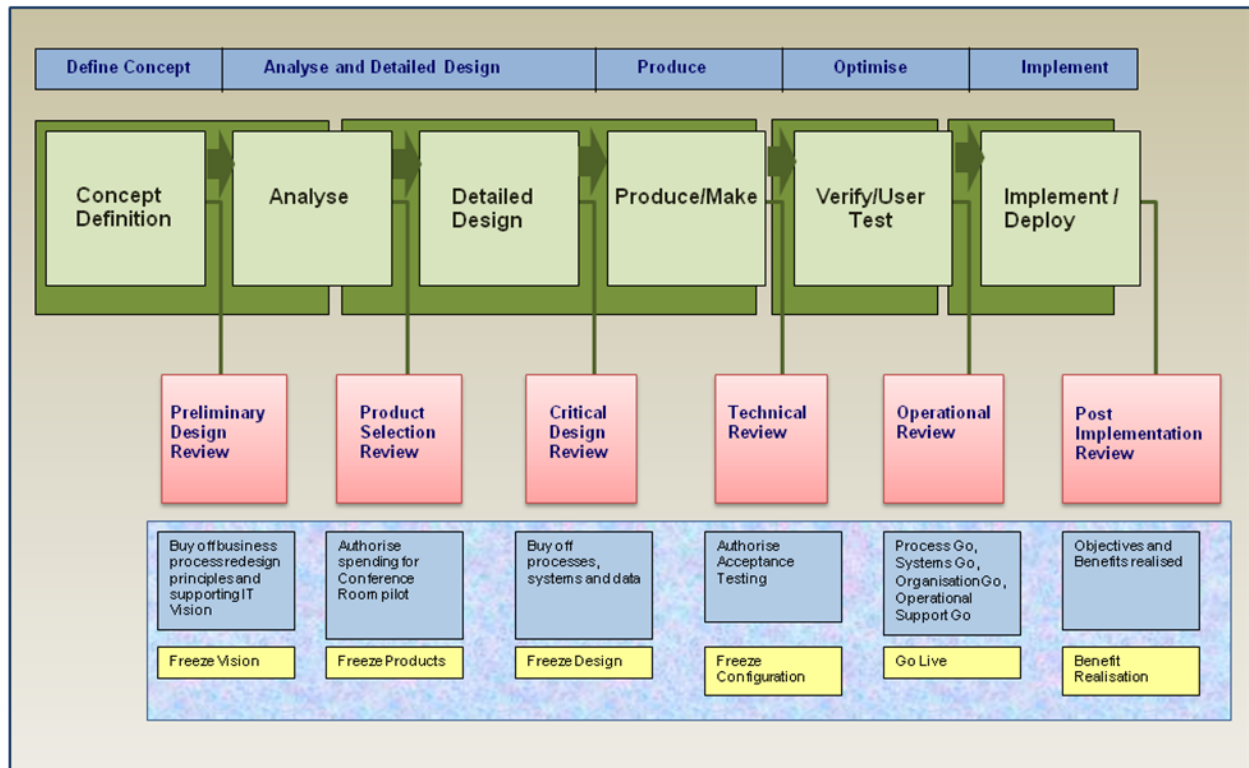 Define Concept
Analyse and Detailed Design
Produce
Optimise
Implement
Concept
Definition
Analyse
Detailed
Design
Produce/Make
Verify/User
Test
Implement /
Deploy
Preliminary
Design
Review
Product
Selection
Review
Critical
Design
Review
Technical
Review
Operational
Review
Post
Implementation
Review
Buy off business
process redesign
principles and
supporting IT
Vision
Authorise
spending for
Conference
Room pilot
Buy off
processes,
systems and data
Authorise
Acceptance
Testing
Process Go,
Systems Go,
Organisation Go,
Operational
Support Go
Objectives and
Benefits realised
Freeze Vision
Freeze Products
Freeze Design
Freeze
Configuration
Go Live
Benefit
Realisation